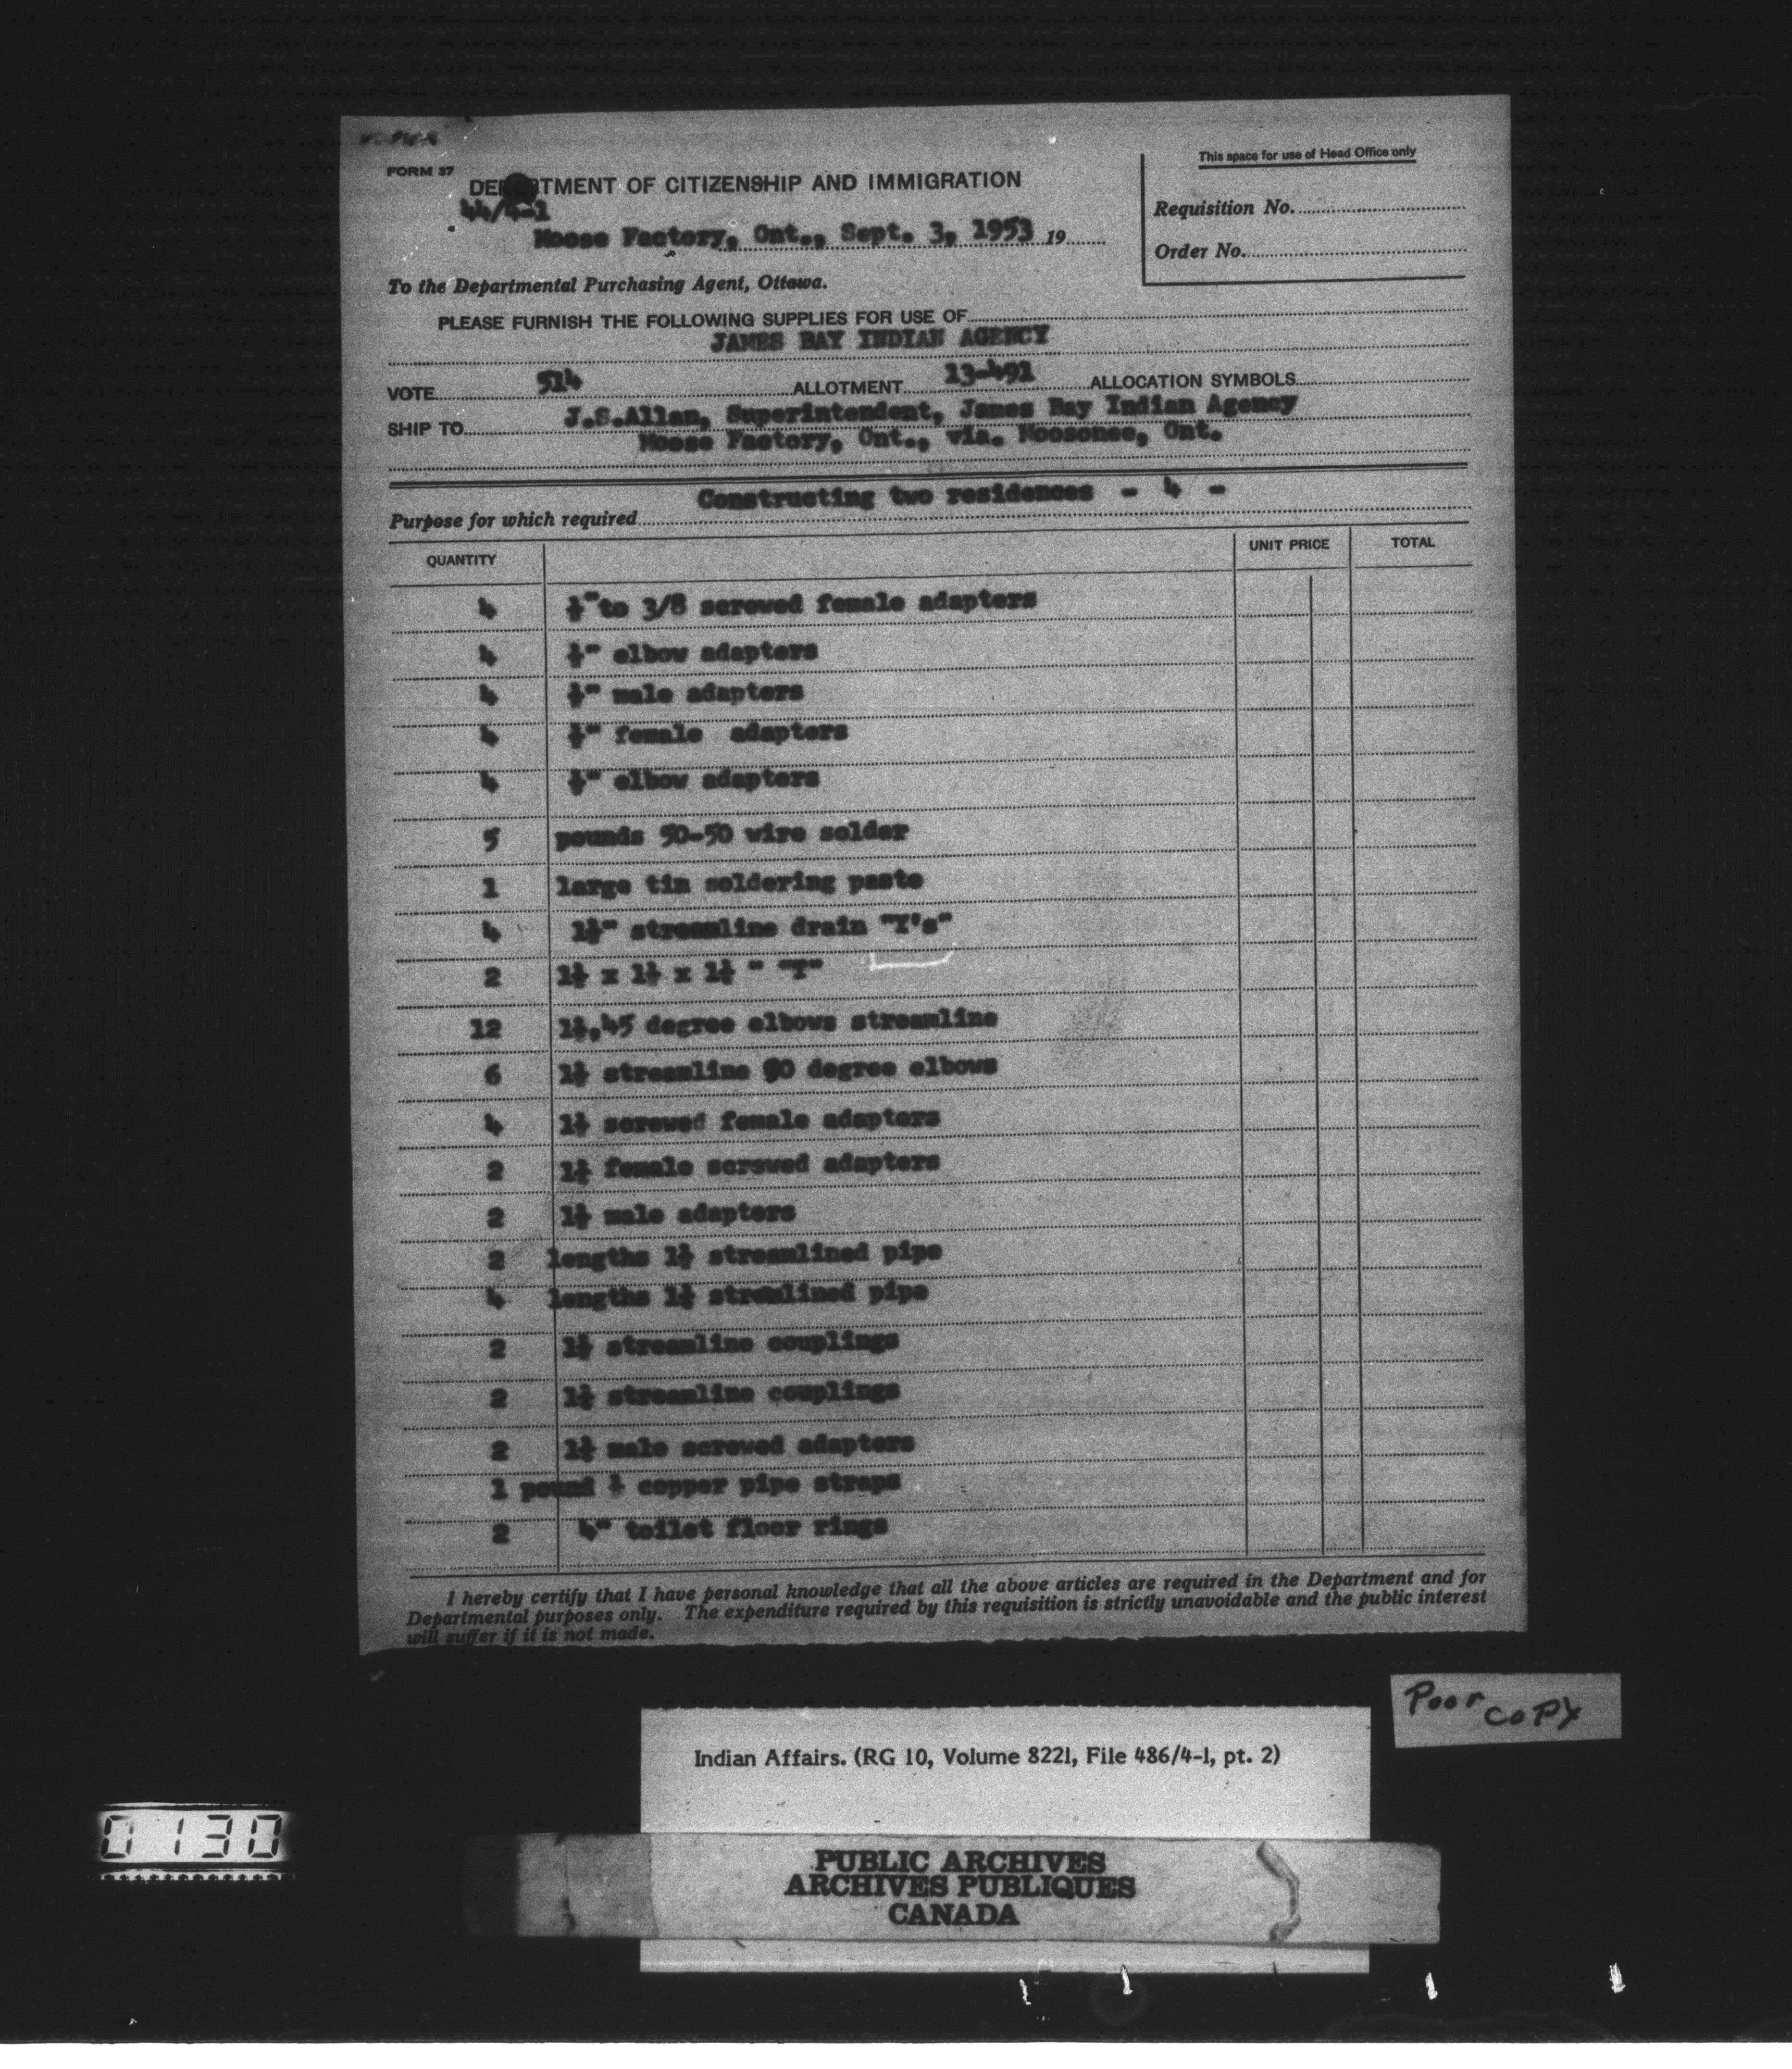 FORM 37
DEPARTMENT OF CITIZENSHIP AND IMMIGRATION
44/4-1
Moose Factory, Ont., Sept. 3, 1953 19
This space for use of Head Office only
Requisition No.
Order No.
To the Departmental Purchasing Agent, Ottawa.
PLEASE FURNISH THE FOLLOWING SUPPLIES FOR USE OF
JAMES BAY INDIAN AGENCY
VOTE 514 ALLOTMENT 13-491 ALLOCATION SYMBOLS
SHIP TO J.S.Allan, Superintendent, James Bay Indian Agency
Moose Factory, Ont., via. Moosonee, Ont.
Purpose for which required Constructing two residences - 4 -
QUANTITY UNIT PRICE TOTAL
4 ½" to 3/8 screwed female adapters
4 ½" elbow adapters
4 ½" male adapters
4 ½" female adapters
4 ½" elbow adapters
5 pounds 50-50 wire solder
1 large tin soldering paste
4 1½" streamline drain "Y's"
2 1½ x 1½ x 1¼ " "T"
12 1½,45 degree elbows streamline
6 1½ streamline 90 degree elbows
4 1½ screwed female adapters
2 1¼ female screwed adapters
2 1½ male adapters
2 lengths 1½ streamlined pipe
4 lengths 1¼ streamlined pipe
2 1½ streamline couplings
2 1¼ streamline couplings
2 1¼ male screwed adapters
1 pound ½ copper pipe straps
2 4" toilet floor rings
I hereby certify that I have personal knowledge that all the above articles are required in the Department and for
Departmental purposes only. The expenditure required by this requisition is strictly unavoidable and the public interest
will suffer if it is not made.
Poor copy
Indian Affairs. (RG 10, Volume 8221, File 486/4-1, pt. 2)
0130
PUBLIC ARCHIVES
ARCHIVES PUBLIQUES
CANADA